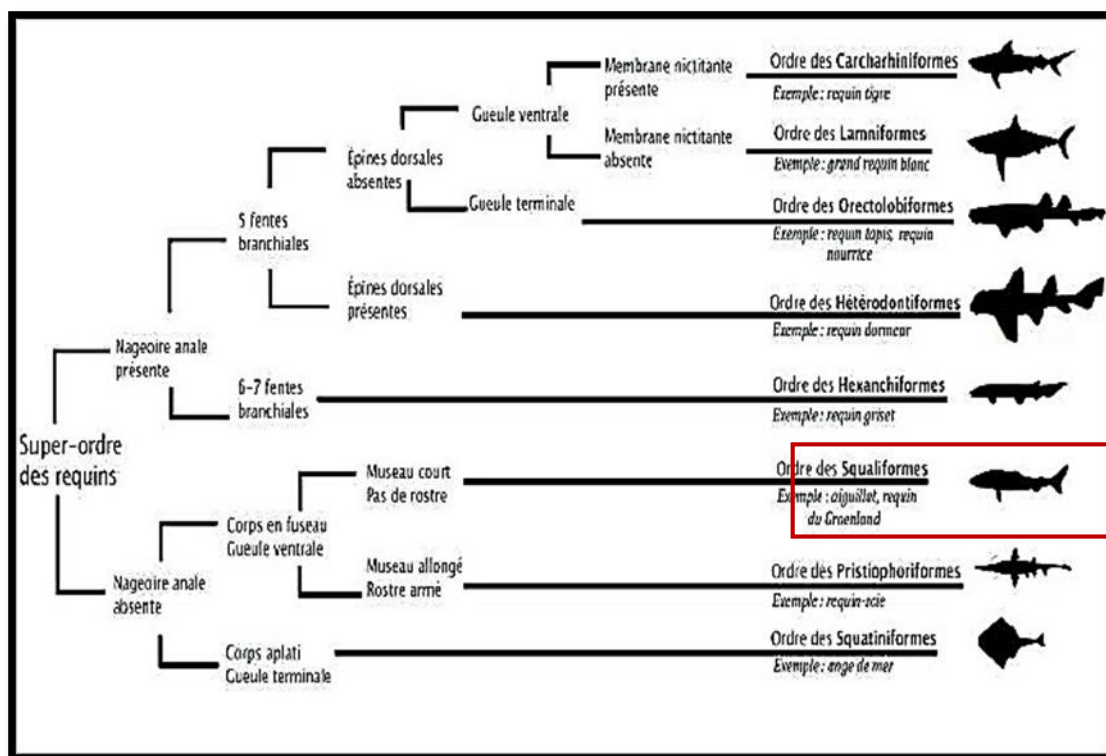 Membrane nictitante
présente
Ordre des Carcharhiniformes
Exemple : requin tigre
Gueule ventrale
Membrane nictitante
absente
Ordre des Lamniformes
Exemple : grand requin blanc
Épines dorsales
absentes
Gueule terminale
Ordre des Orectolobiformes
Exemple : requin tapis, requin
nourrice
5 fentes
branchiales
Épines dorsales
présentes
Ordre des Hétérodontiformes
Exemple : requin dormeur
Nageoire anale
présente
6-7 fentes
branchiales
Ordre des Hexanchiformes
Exemple : requin griset
Super-ordre
des requins
Museau court
Pas de rostre
Ordre des Squaliformes
Exemple : aiguillat, requin
du Groenland
Corps en fuseau
Gueule ventrale
Museau allongé
Rostre armé
Ordre des Pristiophoriformes
Exemple : requin-scie
Nageoire anale
absente
Corps aplati
Gueule terminale
Ordre des Squatiniformes
Exemple : ange de mer